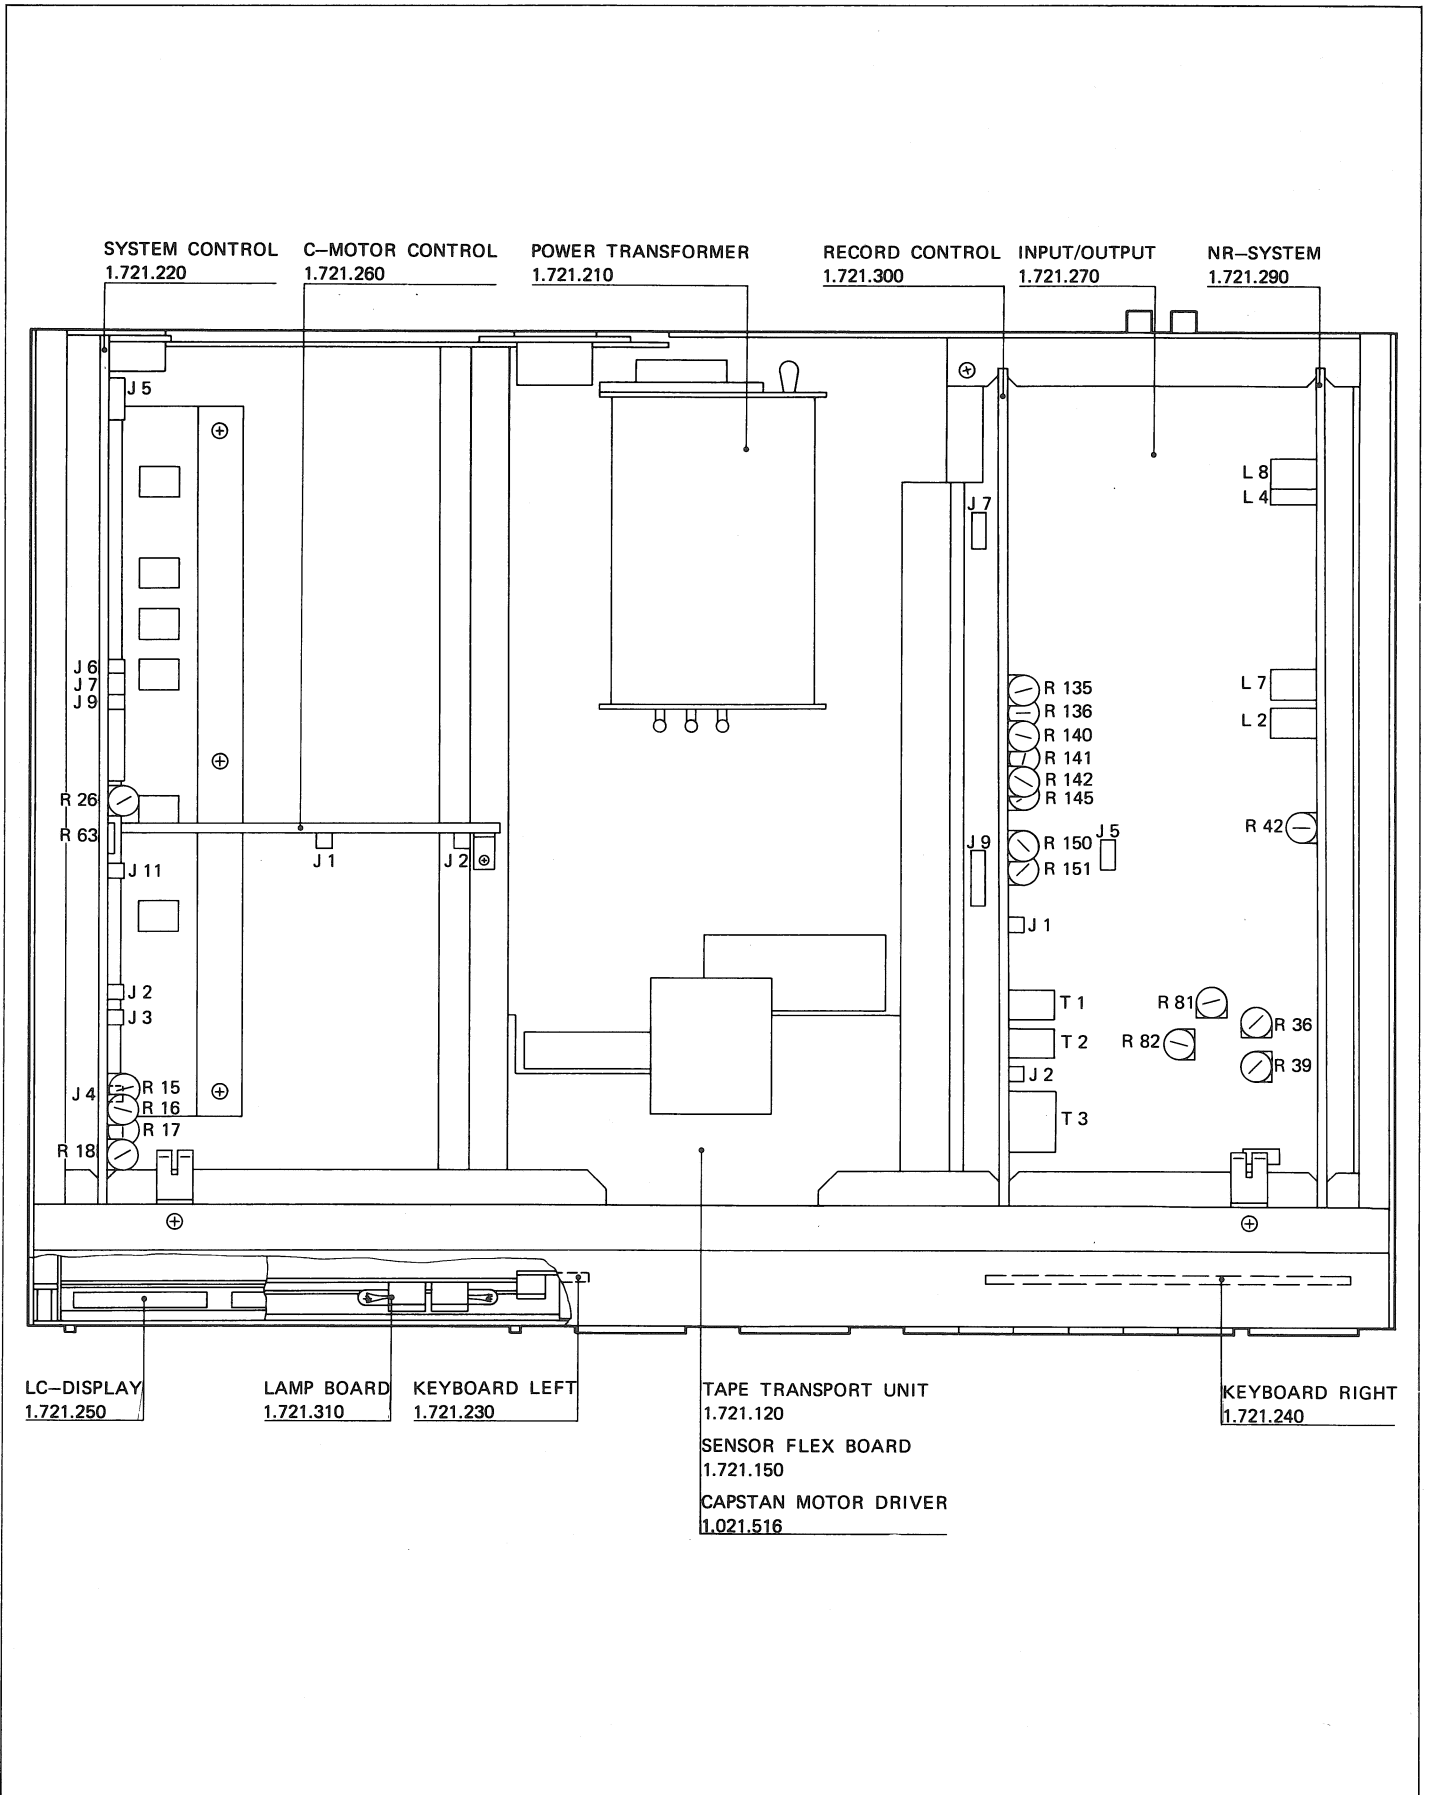 SYSTEM CONTROL
1.721.220
C–MOTOR CONTROL
1.721.260
POWER TRANSFORMER
1.721.210
RECORD CONTROL
1.721.300
INPUT/OUTPUT
1.721.270
NR–SYSTEM
1.721.290
J 5
L 8
L 4
J 7
J 6
J 7
J 9
L 7
L 2
R 135
R 136
R 140
R 141
R 142
R 145
R 26
R 63
J 11
J 1
J 2
J 9
R 150
R 151
J 5
R 42
J 1
J 2
J 3
T 1
T 2
J 2
T 3
R 81
R 82
R 36
R 39
J 4
R 15
R 16
R 17
R 18
LC–DISPLAY
1.721.250
LAMP BOARD
1.721.310
KEYBOARD LEFT
1.721.230
TAPE TRANSPORT UNIT
1.721.120
SENSOR FLEX BOARD
1.721.150
CAPSTAN MOTOR DRIVER
1.021.516
KEYBOARD RIGHT
1.721.240